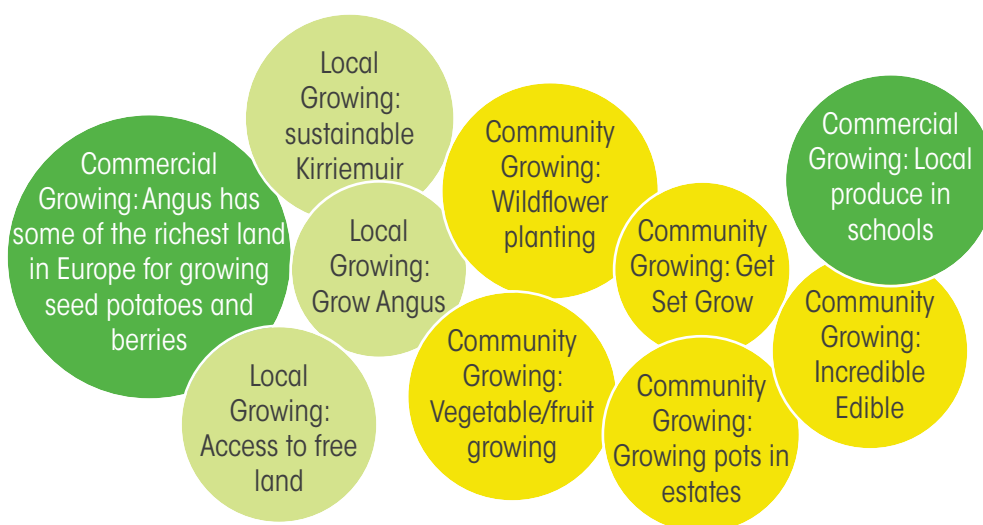 Commercial
Growing: Angus has
some of the richest land
in Europe for growing
seed potatoes and
berries
Local
Growing:
sustainable
Kirriemuir
Local
Growing:
Grow Angus
Local
Growing:
Access to free
land
Community
Growing:
Wildflower
planting
Community
Growing:
Vegetable/fruit
growing
Community
Growing: Get
Set Grow
Community
Growing:
Growing pots in
estates
Commercial
Growing: Local
produce in
schools
Community
Growing:
Incredible
Edible